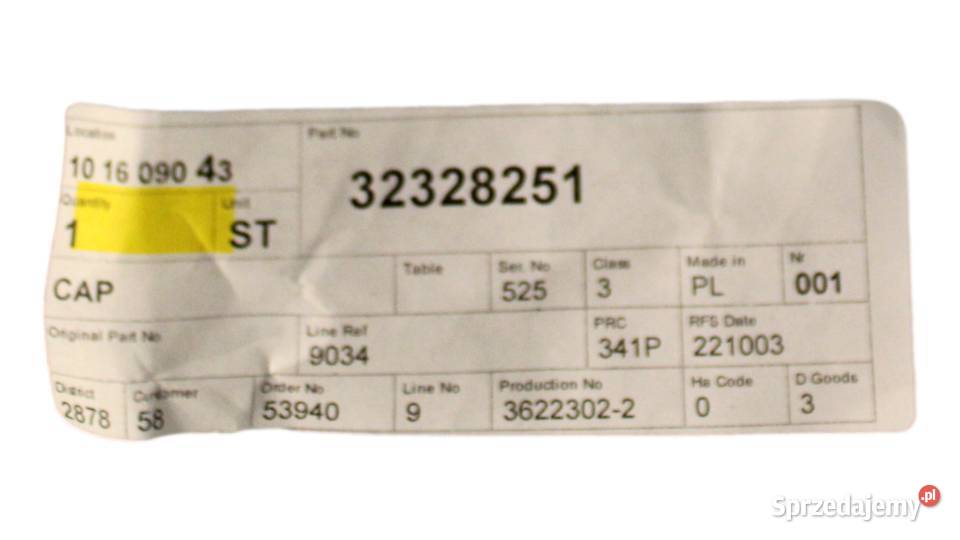 Location
10 16 090 43
Part No
32328251
Quantity
Unit
1
ST
CAP
Table
Ser. No
525
Class
3
Made in
PL
Nr
001
Original Part No
Line Ref
9034
PRC
341P
RFS Date
221003
District
2878
Customer
58
Order No
53940
Line No
9
Production No
3622302-2
Ha Code
0
D Goods
3
Sprzedajemy.pl